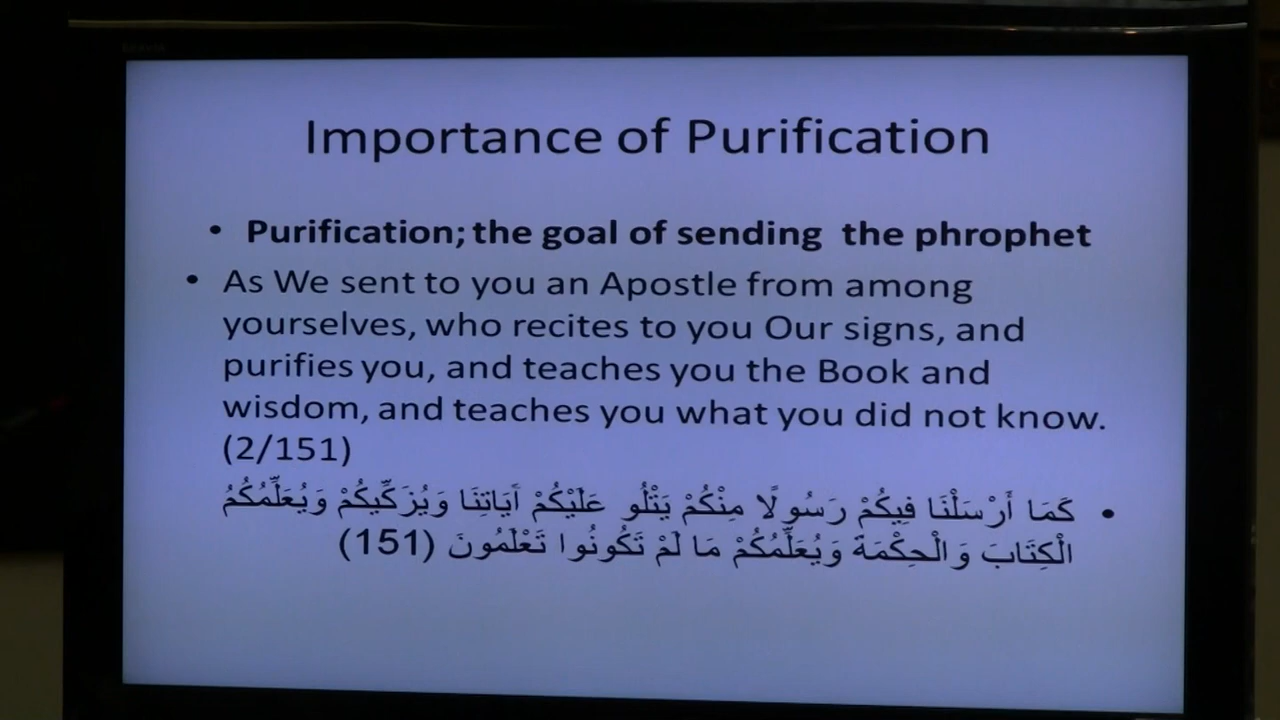 Importance of Purification
• Purification; the goal of sending the phrophet
• As We sent to you an Apostle from among
yourselves, who recites to you Our signs, and
purifies you, and teaches you the Book and
wisdom, and teaches you what you did not know.
(2/151)
• كَمَا أَرْسَلْنَا فِيكُمْ رَسُولًا مِنْكُمْ يَتْلُو عَلَيْكُمْ آَيَاتِنَا وَيُزَكِّيكُمْ وَيُعَلِّمُكُمُ
الْكِتَابَ وَالْحِكْمَةَ وَيُعَلِّمُكُمْ مَا لَمْ تَكُونُوا تَعْلَمُونَ (151)